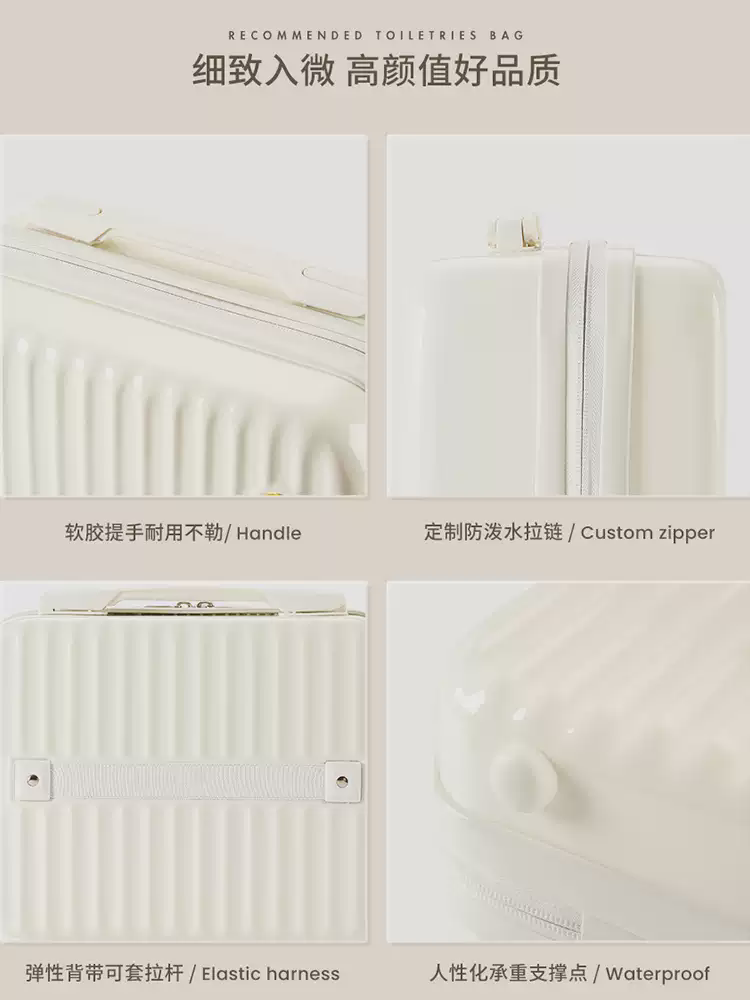 RECOMMENDED TOILETRIES BAG
细致入微 高颜值好品质
软胶提手耐用不勒/ Handle
定制防泼水拉链 / Custom zipper
弹性背带可套拉杆 / Elastic harness
人性化承重支撑点 / Waterproof